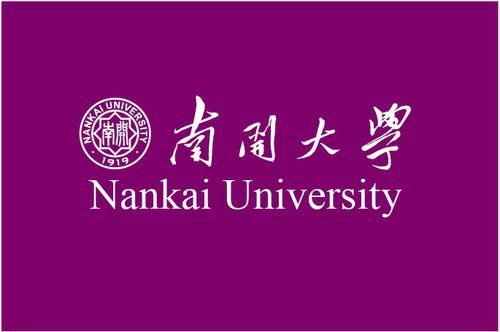 NANKAI UNIVERSITY
南開
·1919·
南開大學
Nankai University